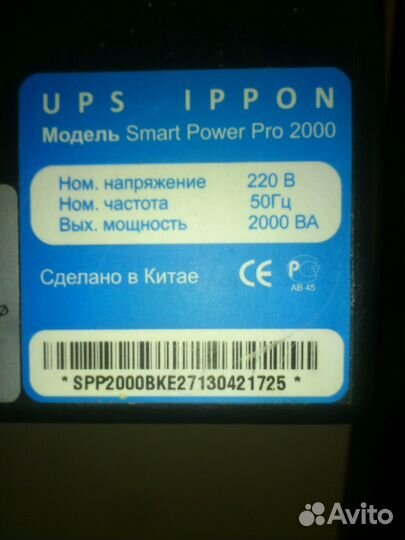 UPS IPPON
Модель Smart Power Pro 2000
Ном. напряжение 220 В
Ном. частота 50Гц
Вых. мощность 2000 ВА
Сделано в Китае
CE
РС
АВ 45
* SPP2000BKE27130421725 *
Avito